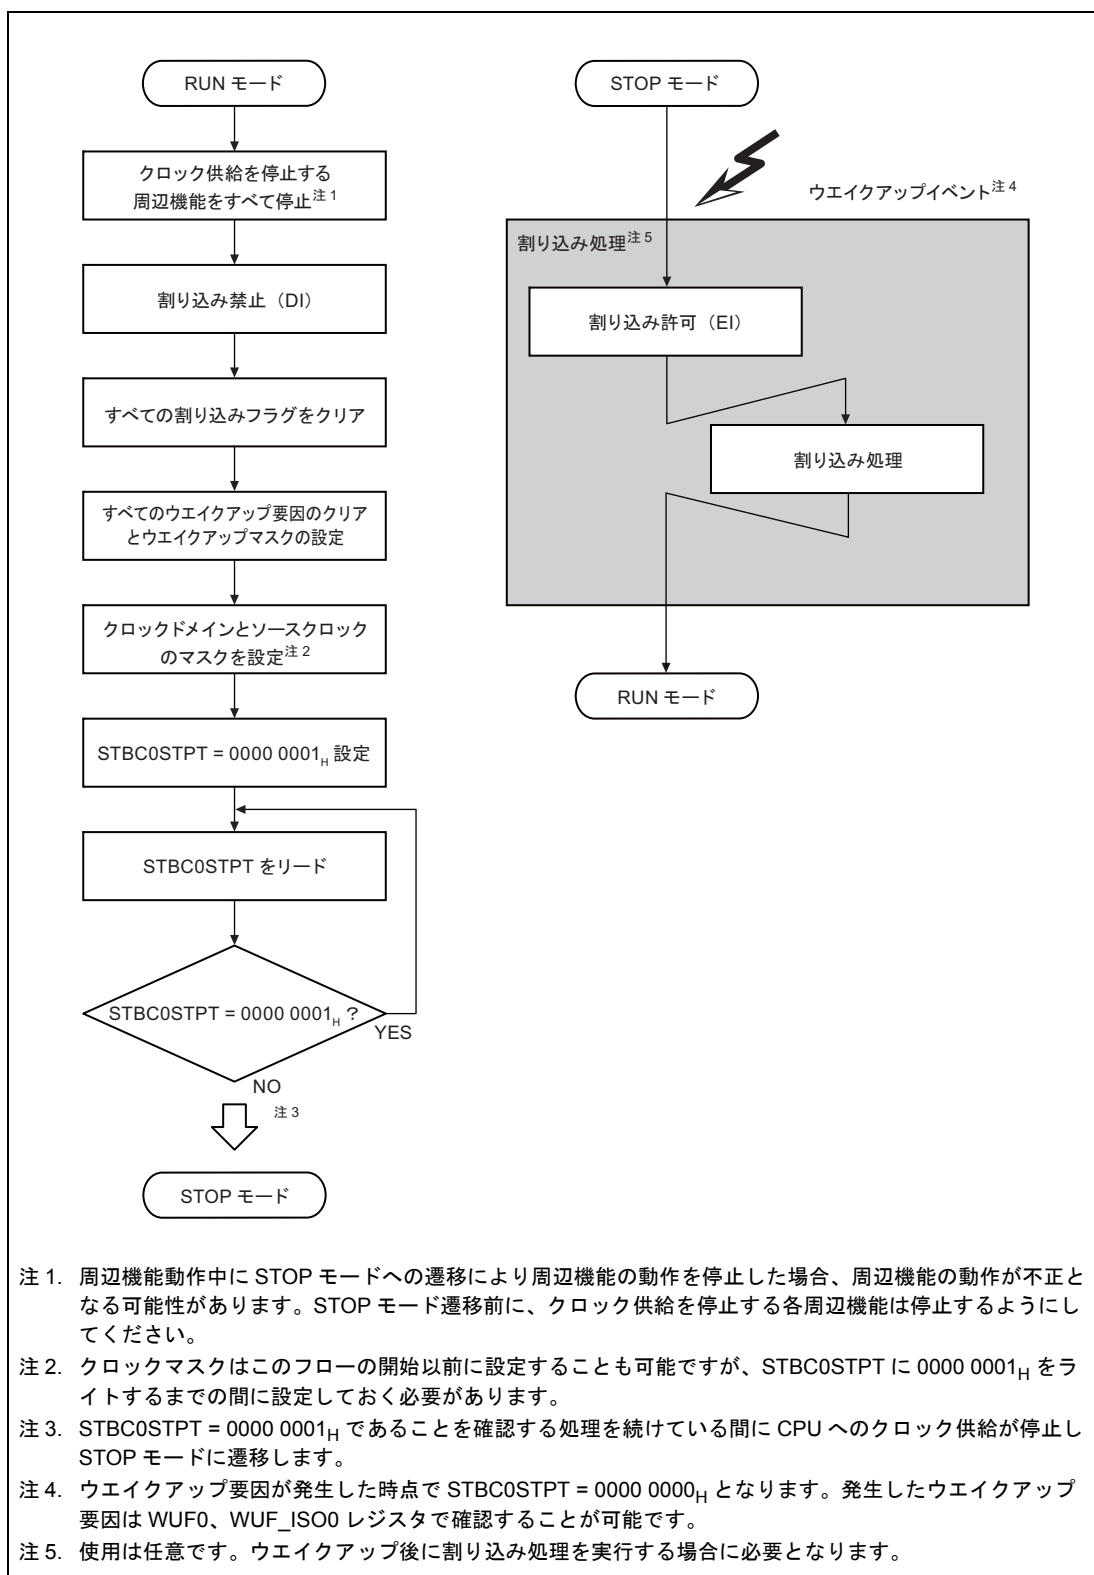 RUN モード
クロック供給を停止する
周辺機能をすべて停止注 1
割り込み禁止（DI）
すべての割り込みフラグをクリア
すべてのウエイクアップ要因のクリア
とウエイクアップマスクの設定
クロックドメインとソースクロック
のマスクを設定注 2
STBC0STPT = 0000 0001H 設定
STBC0STPT をリード
STBC0STPT = 0000 0001H ？
YES
NO
注 3
STOP モード
STOP モード
ウエイクアップイベント注 4
割り込み処理注 5
割り込み許可（EI）
割り込み処理
RUN モード
注 1. 周辺機能動作中に STOP モードへの遷移により周辺機能の動作を停止した場合、周辺機能の動作が不正と
なる可能性があります。STOP モード遷移前に、クロック供給を停止する各周辺機能は停止するようにし
てください。
注 2. クロックマスクはこのフローの開始以前に設定することも可能ですが、STBC0STPT に 0000 0001H をラ
イトするまでの間に設定しておく必要があります。
注 3. STBC0STPT = 0000 0001H であることを確認する処理を続けている間に CPU へのクロック供給が停止し
STOP モードに遷移します。
注 4. ウエイクアップ要因が発生した時点で STBC0STPT = 0000 0000H となります。発生したウエイクアップ
要因は WUF0、WUF_ISO0 レジスタで確認することが可能です。
注 5. 使用は任意です。ウエイクアップ後に割り込み処理を実行する場合に必要となります。